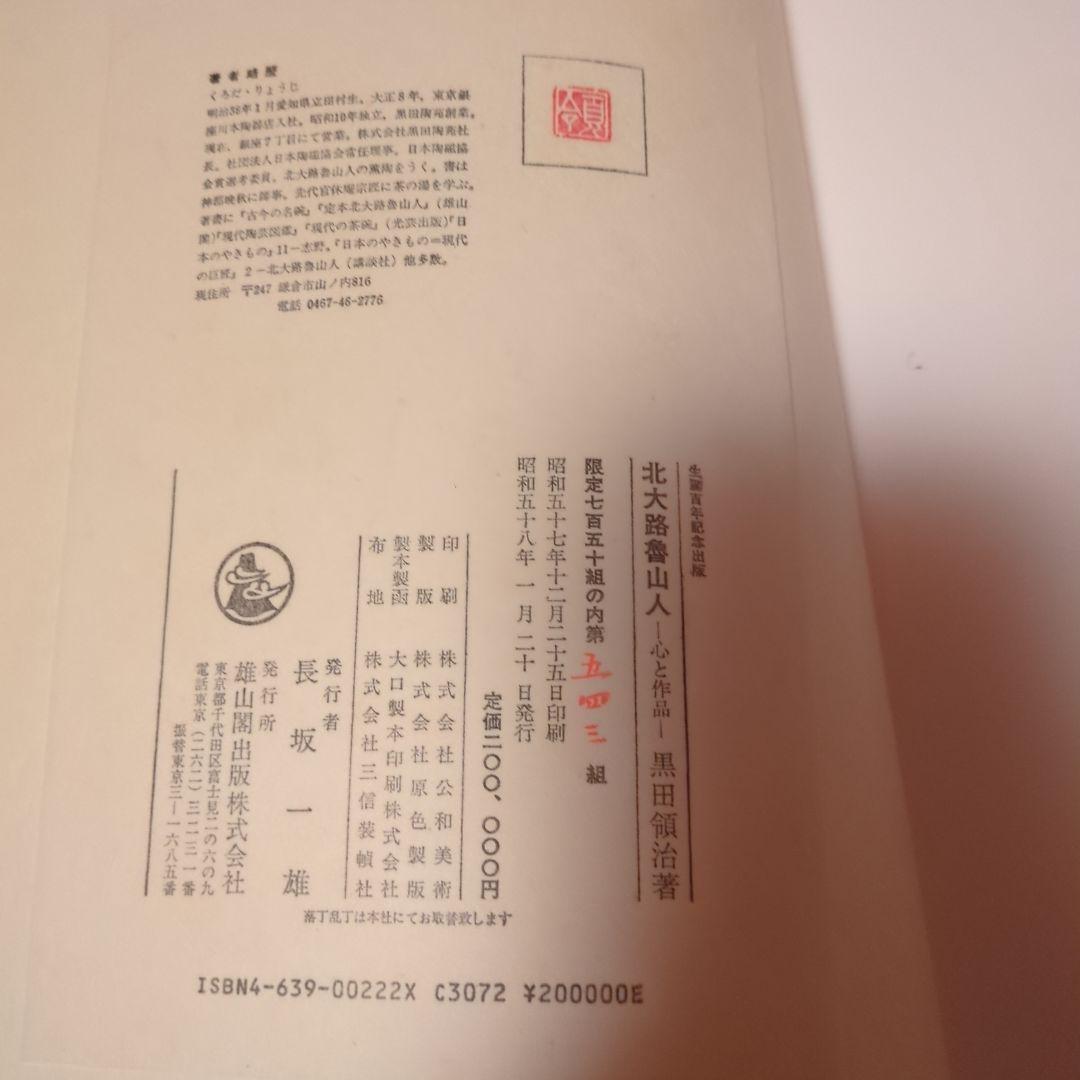 著者略歴
くろだ・りょうじ
明治38年1月愛知県立田村生。大正8年、東京銀
座川本陶器店入社。昭和10年独立、黒田陶苑創業。
現在、銀座7丁目にて営業。株式会社黒田陶苑社
長。社団法人日本陶磁協会常任理事。日本陶磁協
会賞選考委員。北大路魯山人の薫陶をうく。書は
神郡晩秋に師事。先代官休庵宗匠に茶の湯を学ぶ。
著書に『古今の名碗』『定本北大路魯山人』(雄山
閣)『現代陶芸図鑑』『現代の茶碗』(光芸出版)『日
本のやきもの』11―志野。『日本のやきもの=現代
の巨匠』2―北大路魯山人(講談社)他多数。
現住所 〒247 鎌倉市山ノ内816
電話 0467-46-2776
領
生誕百年記念出版
北大路魯山人―心と作品― 黒田領治著
限定七百五十組の内第五四三組
昭和五十七年十二月二十五日印刷
昭和五十八年一月二十日発行
定価二〇〇、〇〇〇円
印刷 株式会社公和美術
製版 株式会社原色製版
製本製函 大口製本印刷株式会社
布地 株式会社三信装幀社
発行者
長坂一雄
発行所
雄山閣出版株式会社
東京都千代田区富士見二の六の九
電話東京(二六二)三二三一番
振替東京三―一六八五番
落丁乱丁は本社にてお取替致します
ISBN4-639-00222X C3072 ¥200000E